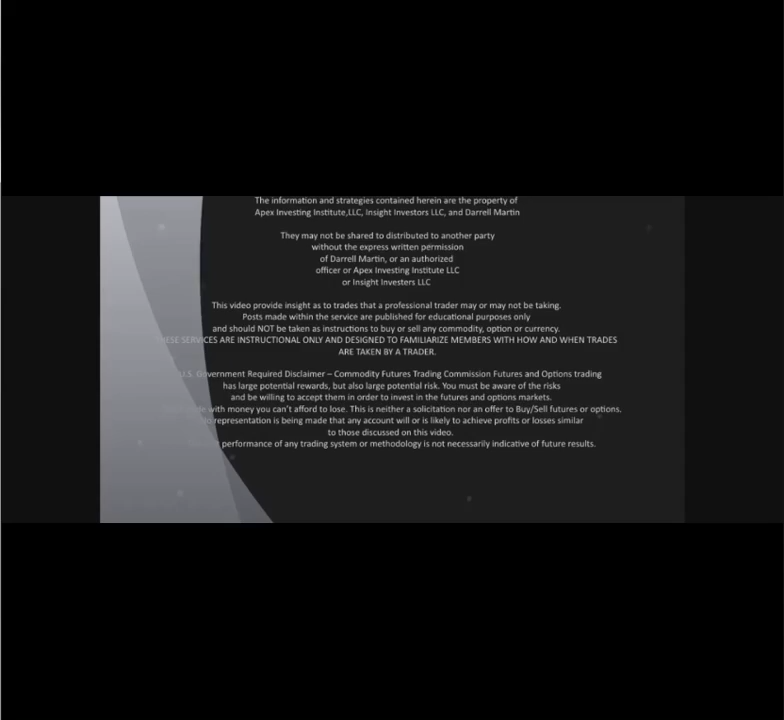 The information and strategies contained herein are the property of
Apex Investing Institute,LLC, Insight Investors LLC, and Darrell Martin
They may not be shared to distributed to another party
without the express written permission
of Darrell Martin, or an authorized
officer or Apex Investing Institute LLC
or Insight Investers LLC
This video provide insight as to trades that a professional trader may or may not be taking.
Posts made within the service are published for educational purposes only
and should NOT be taken as instructions to buy or sell any commodity, option or currency.
THESE SERVICES ARE INSTRUCTIONAL ONLY AND DESIGNED TO FAMILIARIZE MEMBERS WITH HOW AND WHEN TRADES
ARE TAKEN BY A TRADER.
U.S. Government Required Disclaimer – Commodity Futures Trading Commission Futures and Options trading
has large potential rewards, but also large potential risk. You must be aware of the risks
and be willing to accept them in order to invest in the futures and options markets.
with money you can't afford to lose. This is neither a solicitation nor an offer to Buy/Sell futures or options.
No representation is being made that any account will or is likely to achieve profits or losses similar
to those discussed on this video.
performance of any trading system or methodology is not necessarily indicative of future results.